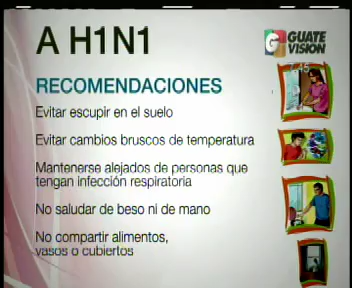 A H1N1
GUATE
VISION
RECOMENDACIONES
Evitar escupir en el suelo
Evitar cambios bruscos de temperatura
Mantenerse alejados de personas que
tengan infección respiratoria
No saludar de beso ni de mano
No compartir alimentos,
vasos o cubiertos